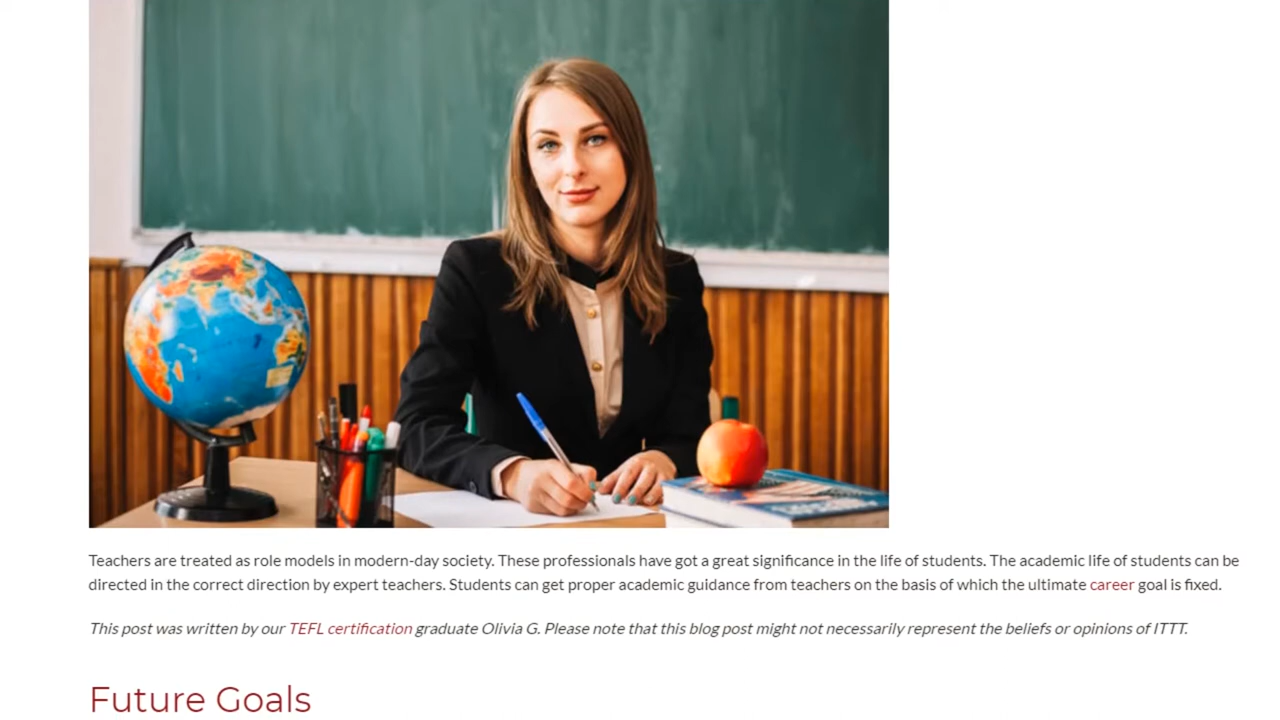 Teachers are treated as role models in modern-day society. These professionals have got a great significance in the life of students. The academic life of students can be
directed in the correct direction by expert teachers. Students can get proper academic guidance from teachers on the basis of which the ultimate career goal is fixed.
This post was written by our TEFL certification graduate Olivia G. Please note that this blog post might not necessarily represent the beliefs or opinions of ITTT.
Future Goals